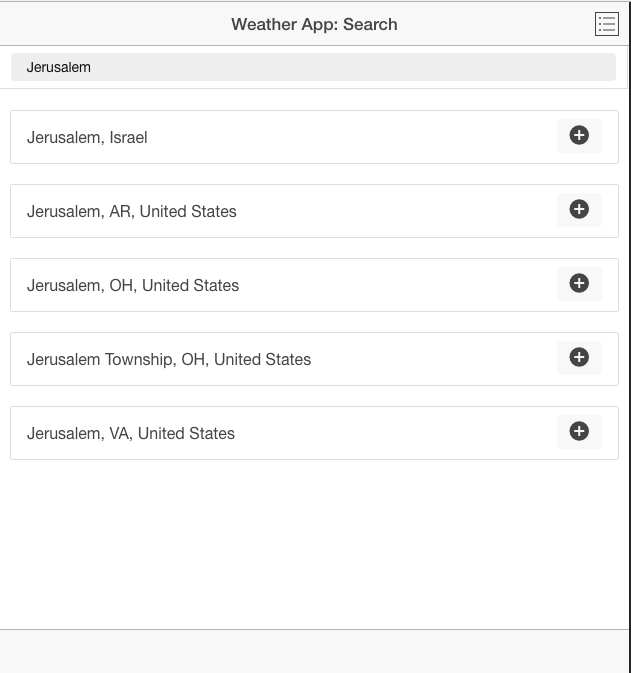 Weather App: Search
Jerusalem
Jerusalem, Israel
Jerusalem, AR, United States
Jerusalem, OH, United States
Jerusalem Township, OH, United States
Jerusalem, VA, United States